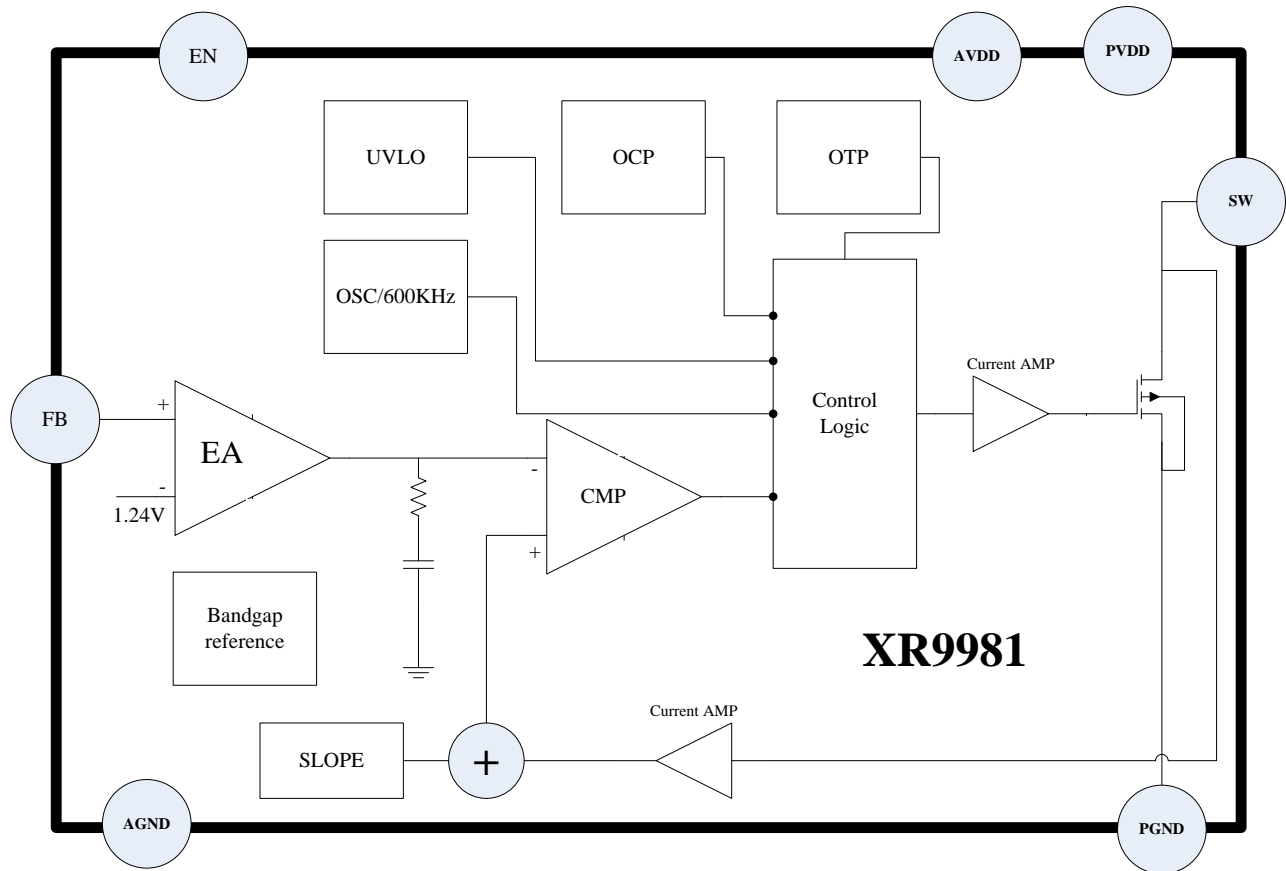 EN
AVDD
PVDD
UVLO
OCP
OTP
SW
OSC/600KHz
Current AMP
FB
+
EA
-
1.24V
-
CMP
+
Control
Logic
Bandgap
reference
XR9981
Current AMP
SLOPE
+
AGND
PGND